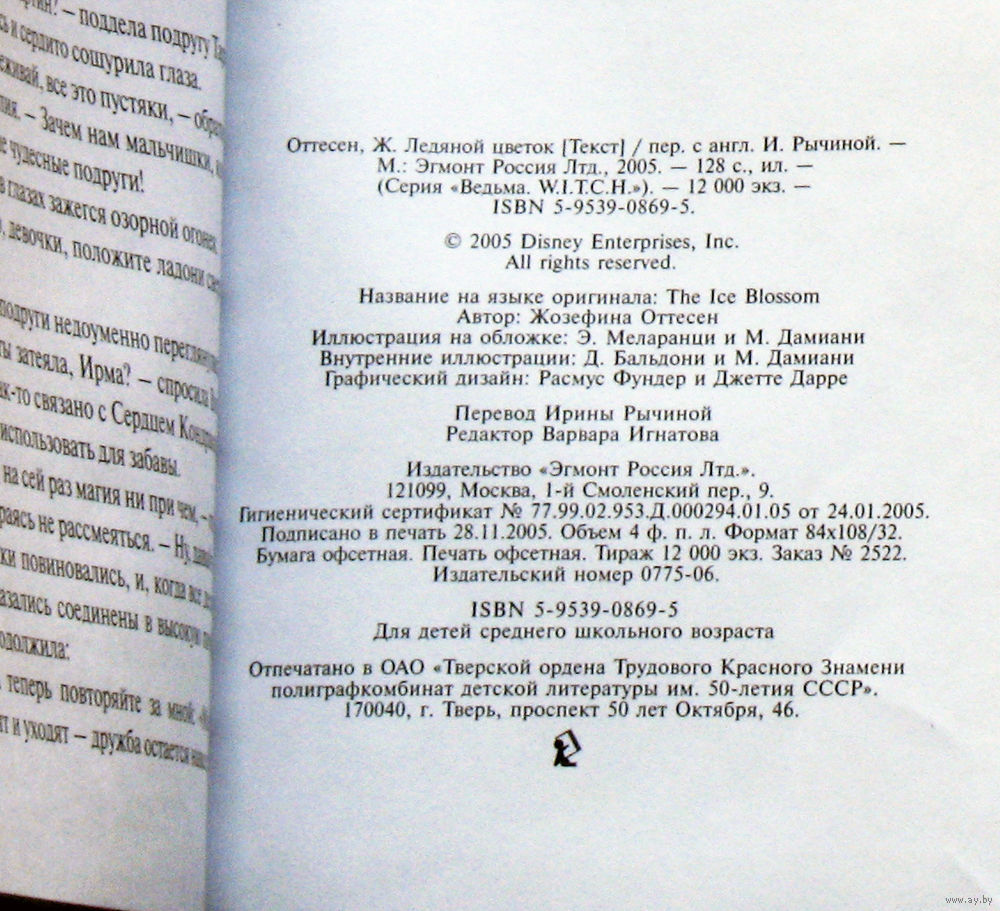 – поддела подругу
и сердито сошурила глаза.
все это пустяки, –
– Зачем нам мальчишки,
чудесные подруги!
в глазах зажегся озорной огонек
девочки, положите ладони
подруги недоуменно
затеяла, Ирма? – спросила
связано с Сердцем
использовать для забавы.
на сей раз магия ни при чем, –
не рассмеяться. – Ну,
повиновались, и, когда все
соединены в высокую
теперь повторяйте за мной:
и уходят – дружба остается
Оттесен, Ж. Ледяной цветок [Текст] / пер. с англ. И. Рычиной. —
М.: Эгмонт Россия Лтд., 2005. — 128 с., ил. —
(Серия «Ведьма. W.I.T.C.H.»). — 12 000 экз. —
ISBN 5-9539-0869-5.
© 2005 Disney Enterprises, Inc.
All rights reserved.
Название на языке оригинала: The Ice Blossom
Автор: Жозефина Оттесен
Иллюстрация на обложке: Э. Меларанци и М. Дамиани
Внутренние иллюстрации: Д. Бальдони и М. Дамиани
Графический дизайн: Расмус Фундер и Джетте Дарре
Перевод Ирины Рычиной
Редактор Варвара Игнатова
Издательство «Эгмонт Россия Лтд.».
121099, Москва, 1-й Смоленский пер., 9.
Гигиенический сертификат № 77.99.02.953.Д.000294.01.05 от 24.01.2005.
Подписано в печать 28.11.2005. Объем 4 ф. п. л. Формат 84х108/32.
Бумага офсетная. Печать офсетная. Тираж 12 000 экз. Заказ № 2522.
Издательский номер 0775-06.
ISBN 5-9539-0869-5
Для детей среднего школьного возраста
Отпечатано в ОАО «Тверской ордена Трудового Красного Знамени
полиграфкомбинат детской литературы им. 50-летия СССР».
170040, г. Тверь, проспект 50 лет Октября, 46.
www.ay.by